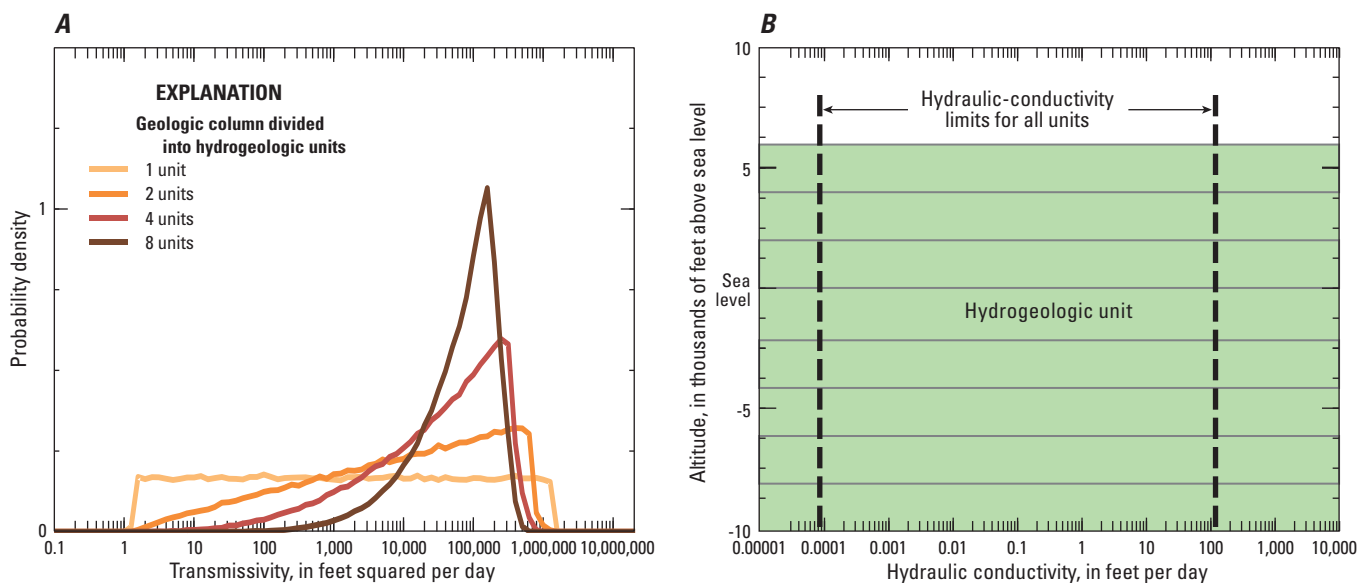 A
Probability density
1
0
EXPLANATION
Geologic column divided
into hydrogeologic units
1 unit
2 units
4 units
8 units
0.1 1 10 100 1,000 10,000 100,000 1,000,000 10,000,000
Transmissivity, in feet squared per day
B
Altitude, in thousands of feet above sea level
10
5
Sea
level
-5
-10
Hydraulic-conductivity
limits for all units
Hydrogeologic unit
0.00001 0.0001 0.001 0.01 0.1 1 10 100 1,000 10,000
Hydraulic conductivity, in feet per day